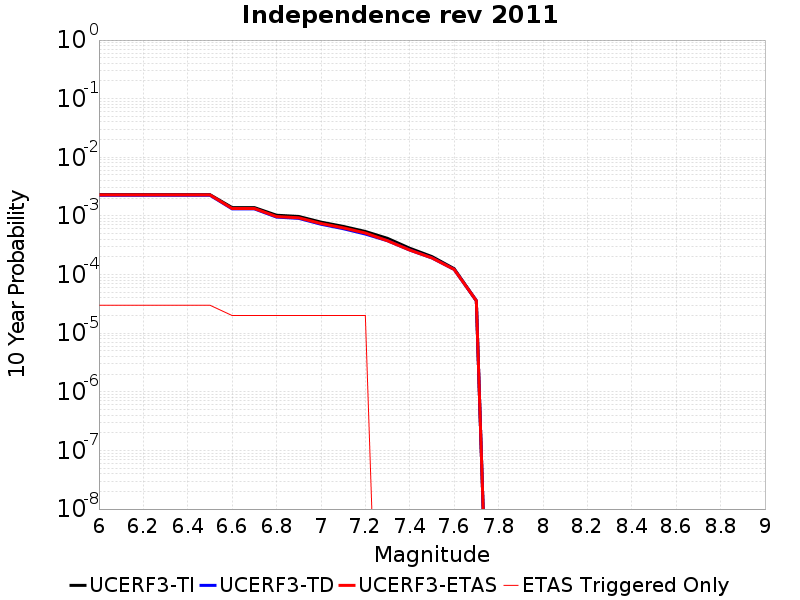 Independence rev 2011
10 Year Probability
10^0
10^-1
10^-2
10^-3
10^-4
10^-5
10^-6
10^-7
10^-8
6 6.2 6.4 6.6 6.8 7 7.2 7.4 7.6 7.8 8 8.2 8.4 8.6 8.8 9
Magnitude
UCERF3-TI UCERF3-TD UCERF3-ETAS ETAS Triggered Only